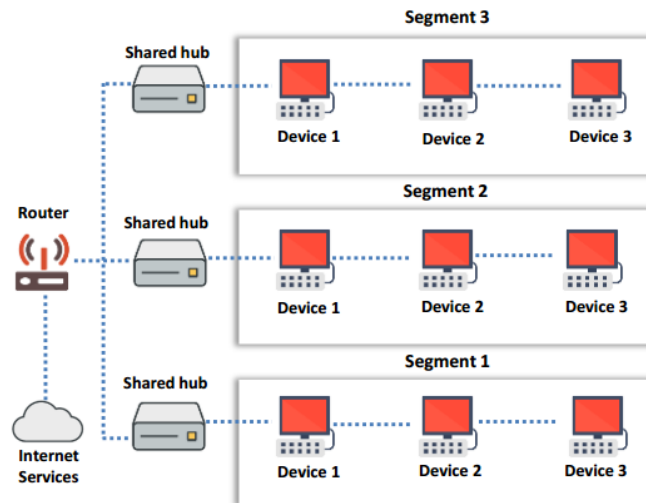 Segment 3
Shared hub
Device 1
Device 2
Device 3
Segment 2
Router
Shared hub
Device 1
Device 2
Device 3
Segment 1
Shared hub
Internet
Services
Device 1
Device 2
Device 3